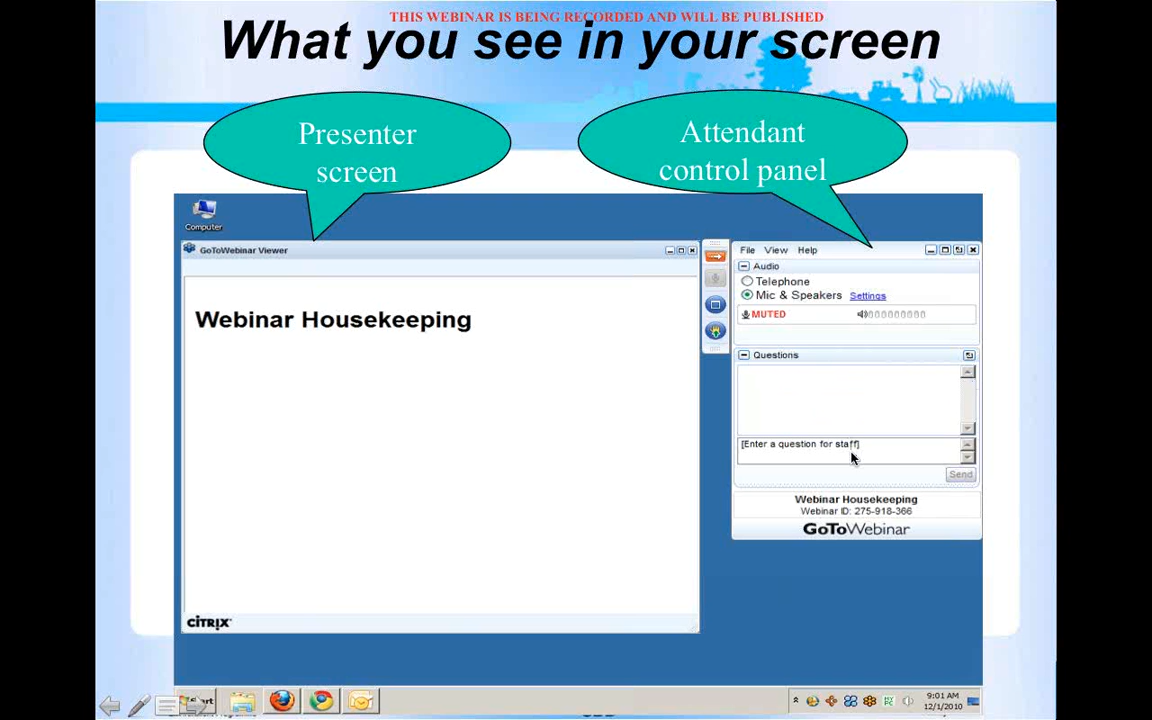 THIS WEBINAR IS BEING RECORDED AND WILL BE PUBLISHED
What you see in your screen
Presenter
screen
Attendant
control panel
Computer
GoToWebinar Viewer
Webinar Housekeeping
File View Help
Audio
Telephone
Mic & Speakers Settings
MUTED
Questions
[Enter a question for staff]
Send
Webinar Housekeeping
Webinar ID: 275-918-366
GoToWebinar
CITRIX
9:01 AM
12/1/2010